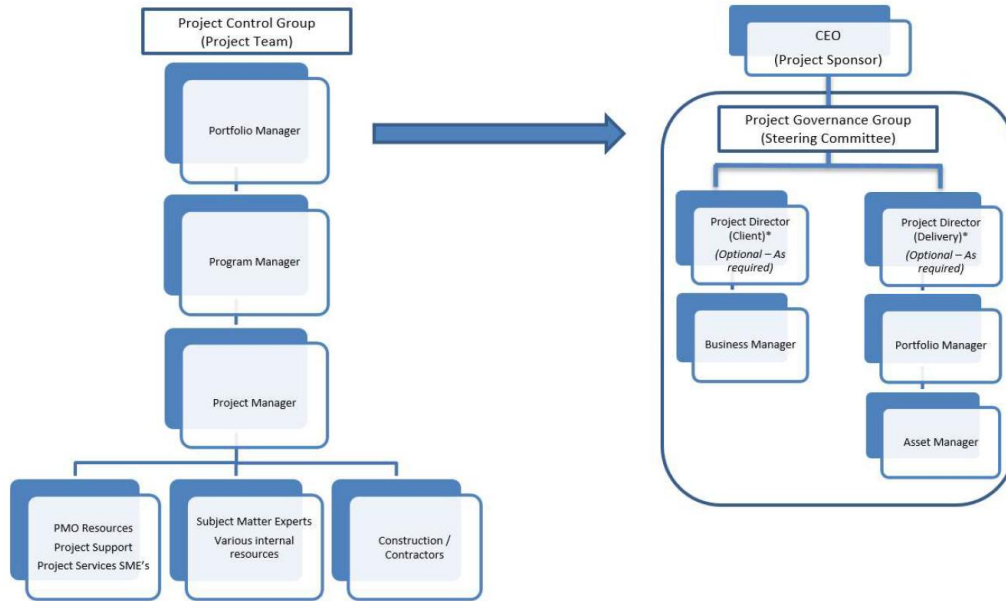 Project Control Group
(Project Team)
Portfolio Manager
Program Manager
Project Manager
PMO Resources
Project Support
Project Services SME's
Subject Matter Experts
Various internal
resources
Construction /
Contractors
CEO
(Project Sponsor)
Project Governance Group
(Steering Committee)
Project Director
(Client)*
(Optional – As
required)
Business Manager
Project Director
(Delivery)*
(Optional – As
required)
Portfolio Manager
Asset Manager